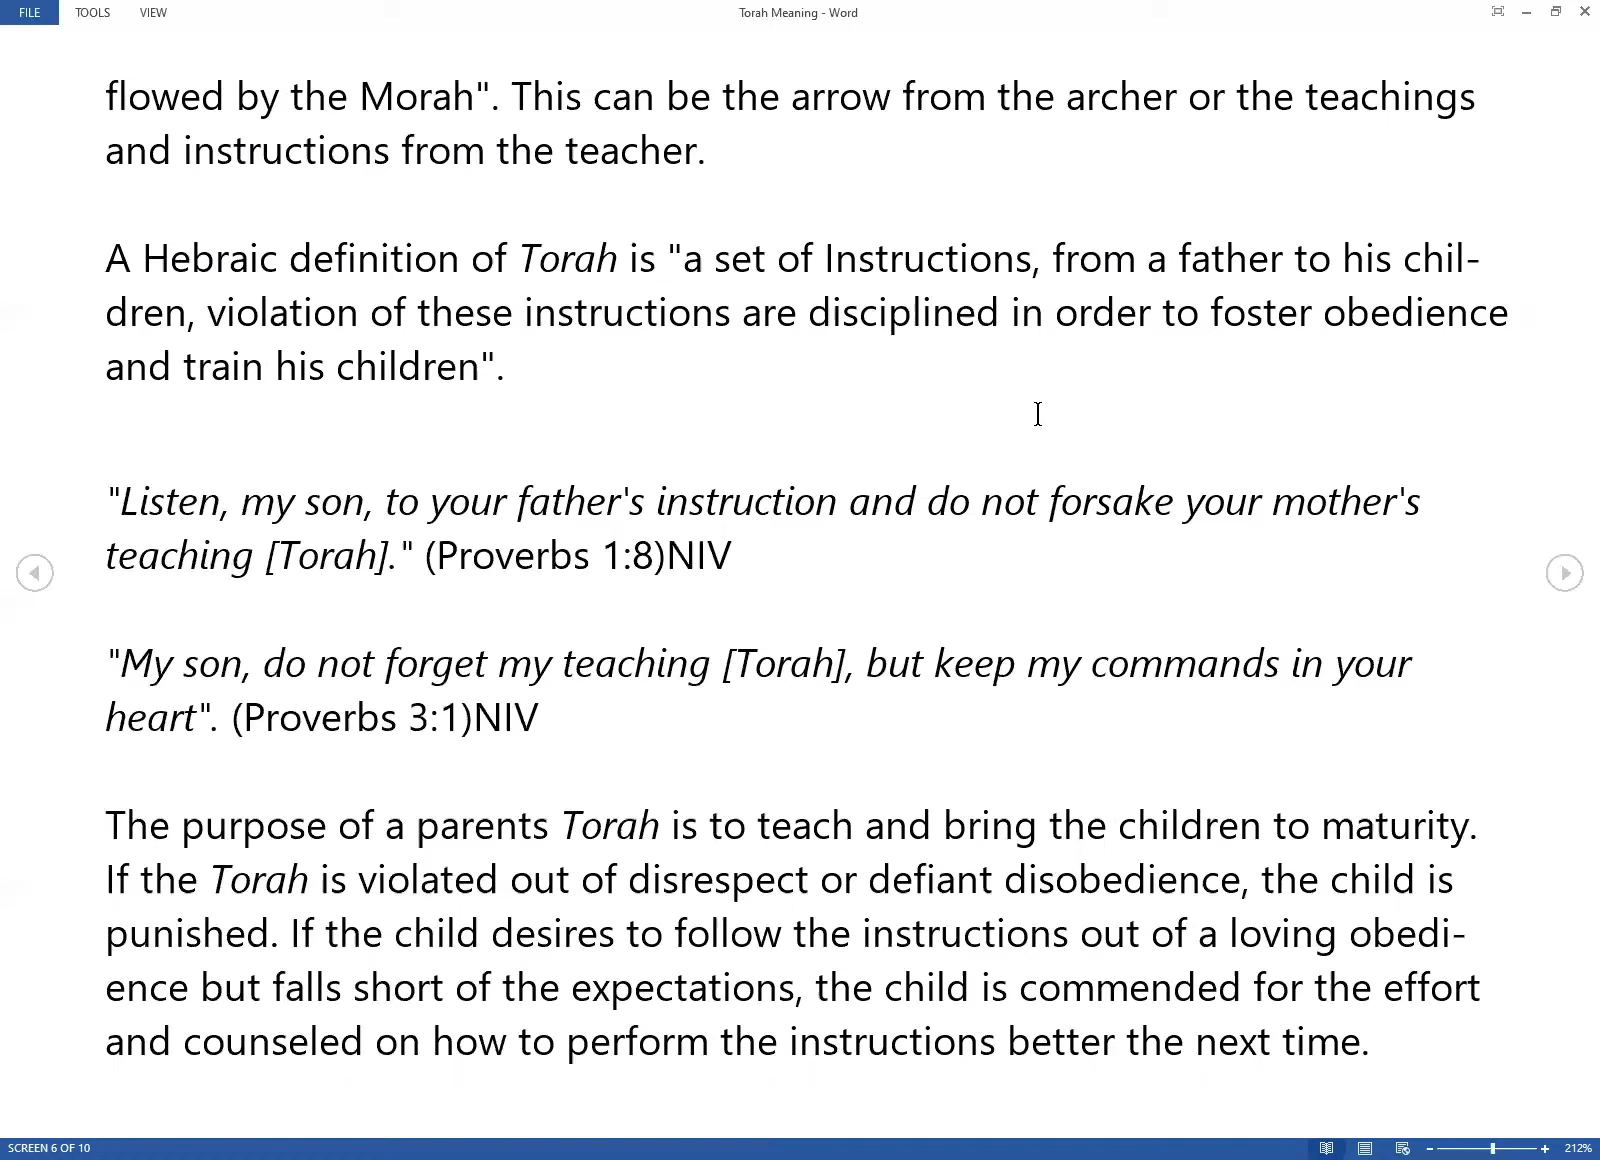 FILE TOOLS VIEW Torah Meaning - Word
flowed by the Morah". This can be the arrow from the archer or the teachings
and instructions from the teacher.
A Hebraic definition of Torah is "a set of Instructions, from a father to his chil-
dren, violation of these instructions are disciplined in order to foster obedience
and train his children".
"Listen, my son, to your father's instruction and do not forsake your mother's
teaching [Torah]." (Proverbs 1:8)NIV
"My son, do not forget my teaching [Torah], but keep my commands in your
heart". (Proverbs 3:1)NIV
The purpose of a parents Torah is to teach and bring the children to maturity.
If the Torah is violated out of disrespect or defiant disobedience, the child is
punished. If the child desires to follow the instructions out of a loving obedi-
ence but falls short of the expectations, the child is commended for the effort
and counseled on how to perform the instructions better the next time.
SCREEN 6 OF 10 212%